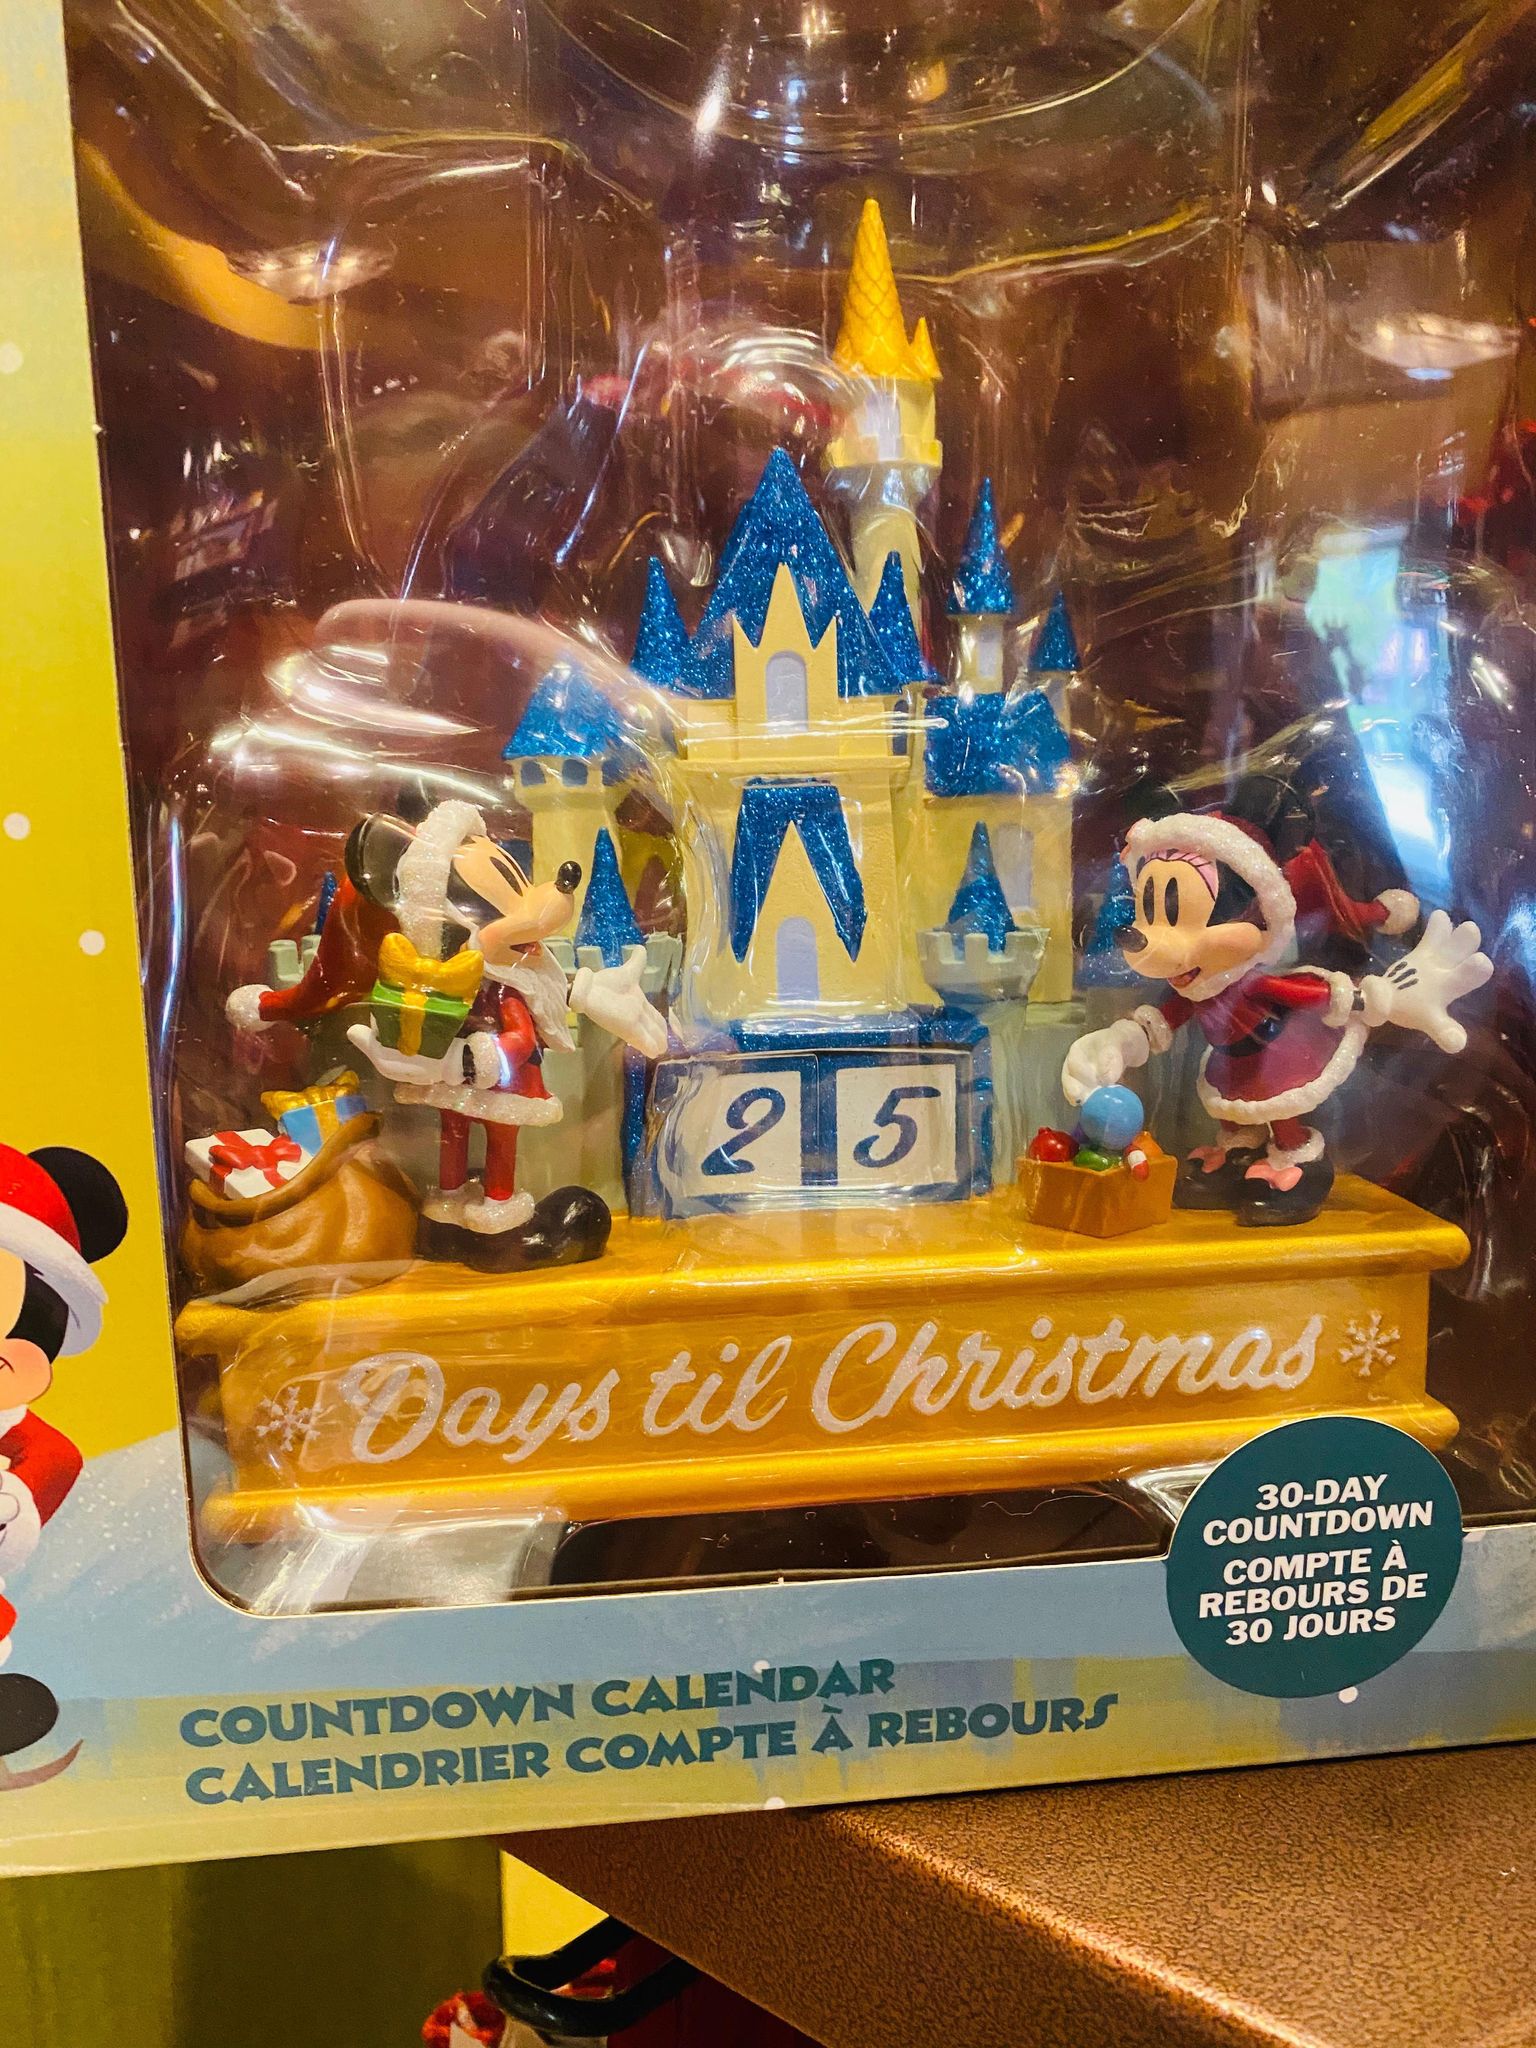 25
Days til Christmas
30-DAY
COUNTDOWN
COMPTE À
REBOURS DE
30 JOURS
COUNTDOWN CALENDAR
CALENDRIER COMPTE À REBOURS